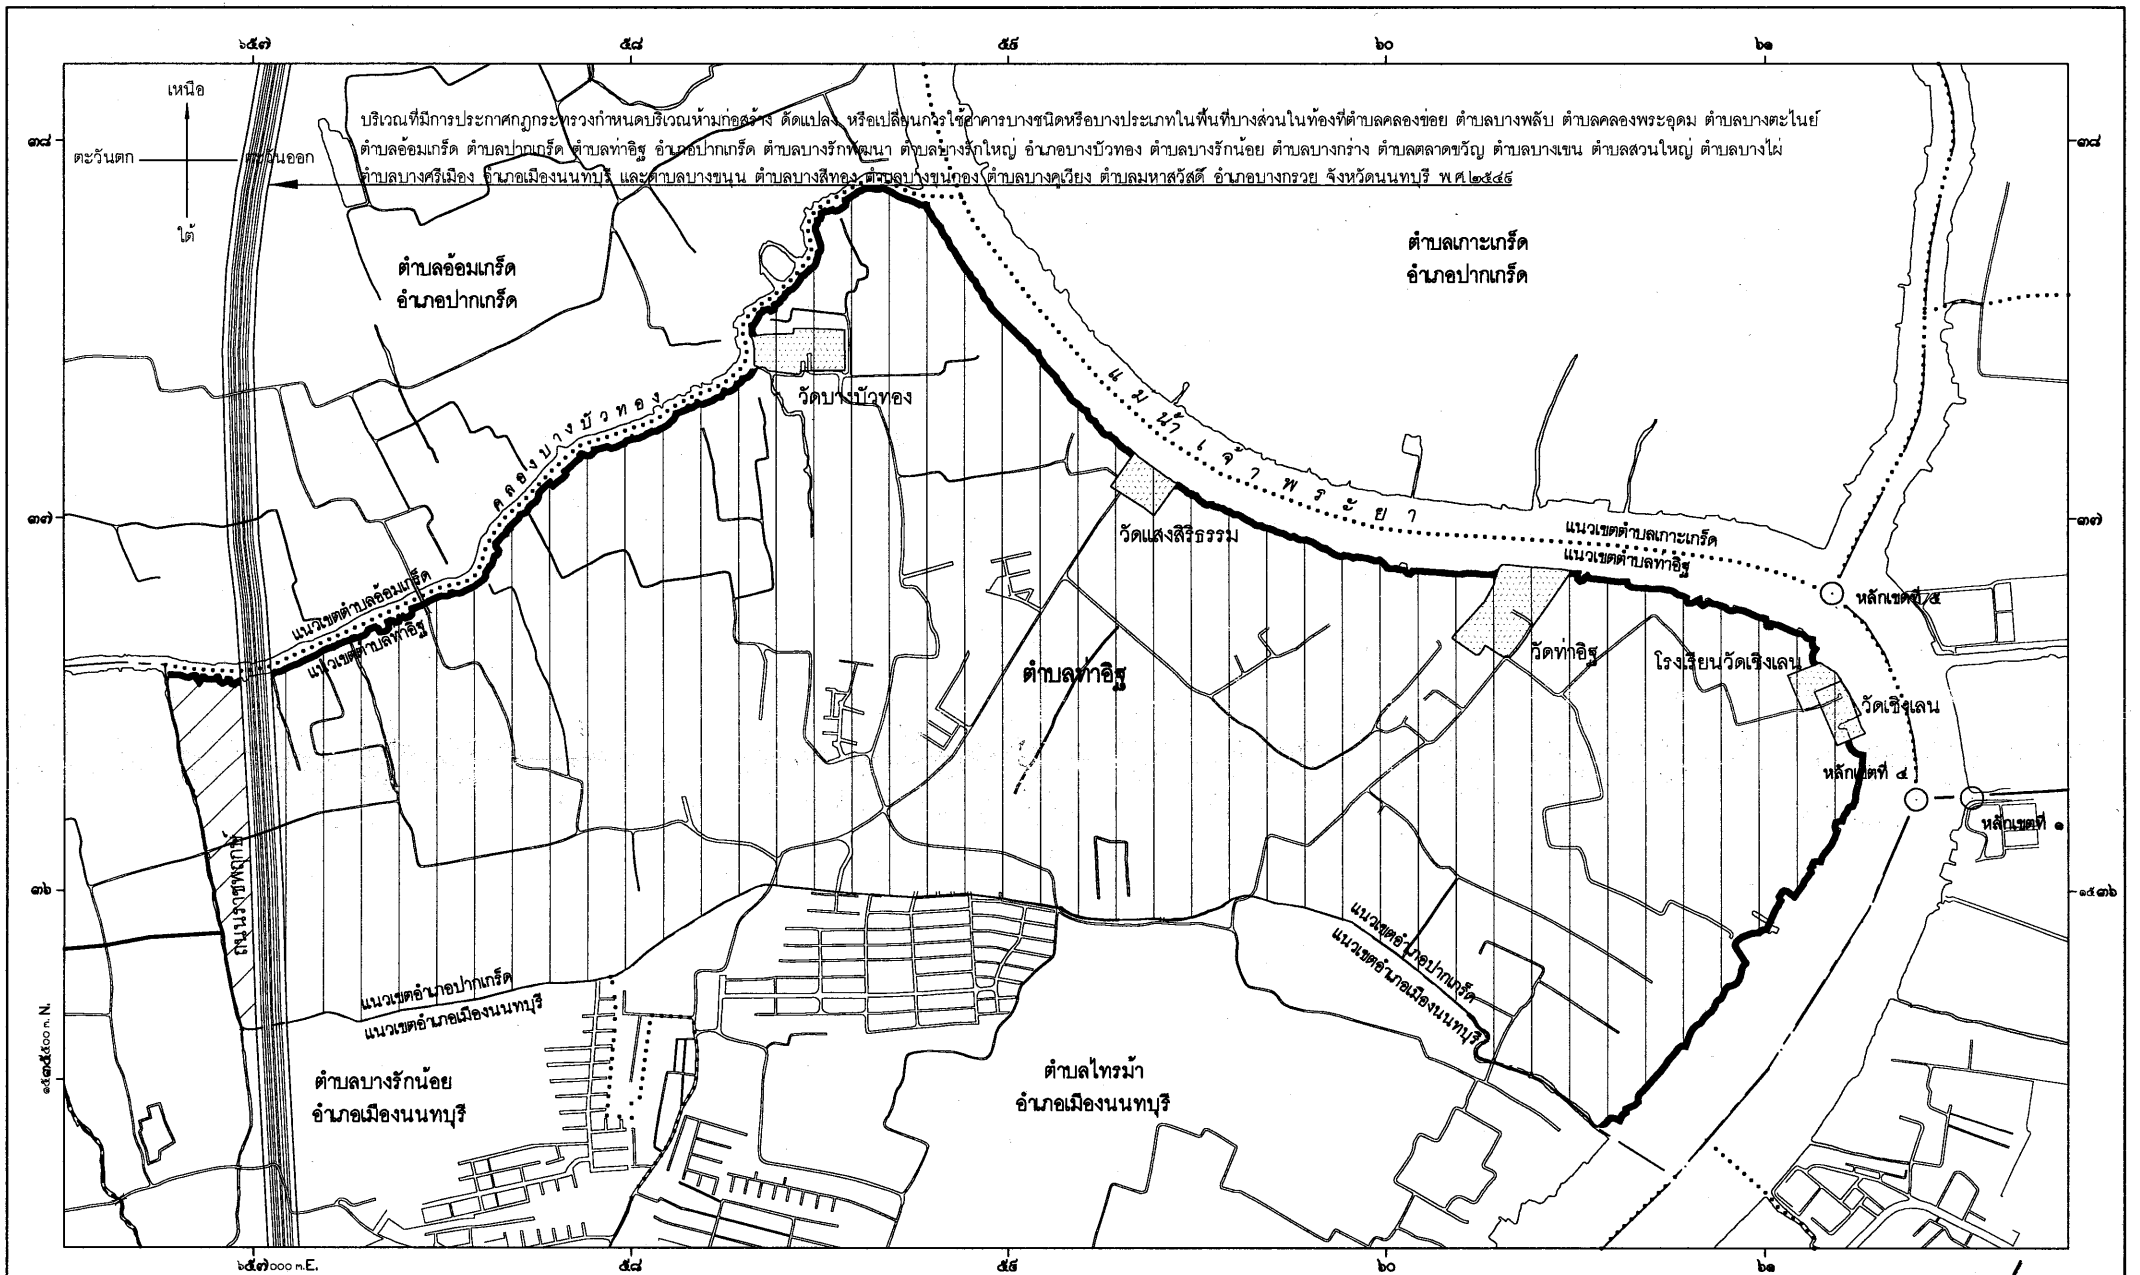 ๖๕๗
๕๘
๕๙
๖๐
๖๑
เหนือ
ตะวันตก
ตะวันออก
ใต้
บริเวณที่มีการประกาศกฎกระทรวงกำหนดบริเวณห้ามก่อสร้าง ดัดแปลง หรือเปลี่ยนการใช้อาคารบางชนิดหรือบางประเภทในพื้นที่บางส่วนในท้องที่ตำบลคลองข่อย ตำบลบางพลับ ตำบลคลองพระอุดม ตำบลบางตะไนย์
ตำบลอ้อมเกร็ด ตำบลปากเกร็ด ตำบลท่าอิฐ อำเภอปากเกร็ด ตำบลบางรักพัฒนา ตำบลบางรักใหญ่ อำเภอบางบัวทอง ตำบลบางรักน้อย ตำบลบางกร่าง ตำบลตลาดขวัญ ตำบลบางเขน ตำบลสวนใหญ่ ตำบลบางไผ่
ตำบลบางศรีเมือง อำเภอเมืองนนทบุรี และตำบลบางขนุน ตำบลบางสีทอง ตำบลบางขุนกอง ตำบลบางคูเวียง ตำบลมหาสวัสดิ์ อำเภอบางกรวย จังหวัดนนทบุรี พ.ศ.๒๕๔๙
๓๘
๓๘
ตำบลอ้อมเกร็ด
อำเภอปากเกร็ด
ตำบลเกาะเกร็ด
อำเภอปากเกร็ด
วัดบางบัวทอง
คลองบางบัวทอง
แม่น้ำเจ้าพระยา
๓๗
๓๗
วัดแสงสิริธรรม
แนวเขตตำบลเกาะเกร็ด
แนวเขตตำบลท่าอิฐ
แนวเขตตำบลอ้อมเกร็ด
แนวเขตตำบลท่าอิฐ
หลักเขตที่ ๕
ตำบลท่าอิฐ
วัดท่าอิฐ
โรงเรียนวัดเชิงเลน
วัดเชิงเลน
หลักเขตที่ ๔
หลักเขตที่ ๑
ถนนราชพฤกษ์
๓๖
๑๕๓๖
แนวเขตอำเภอปากเกร็ด
แนวเขตอำเภอเมืองนนทบุรี
แนวเขตอำเภอปากเกร็ด
แนวเขตอำเภอเมืองนนทบุรี
๑๕๓๕๕๐๐ m. N.
ตำบลบางรักน้อย
อำเภอเมืองนนทบุรี
ตำบลไทรม้า
อำเภอเมืองนนทบุรี
๖๕๗๐๐๐ m.E.
๕๘
๕๙
๖๐
๖๑